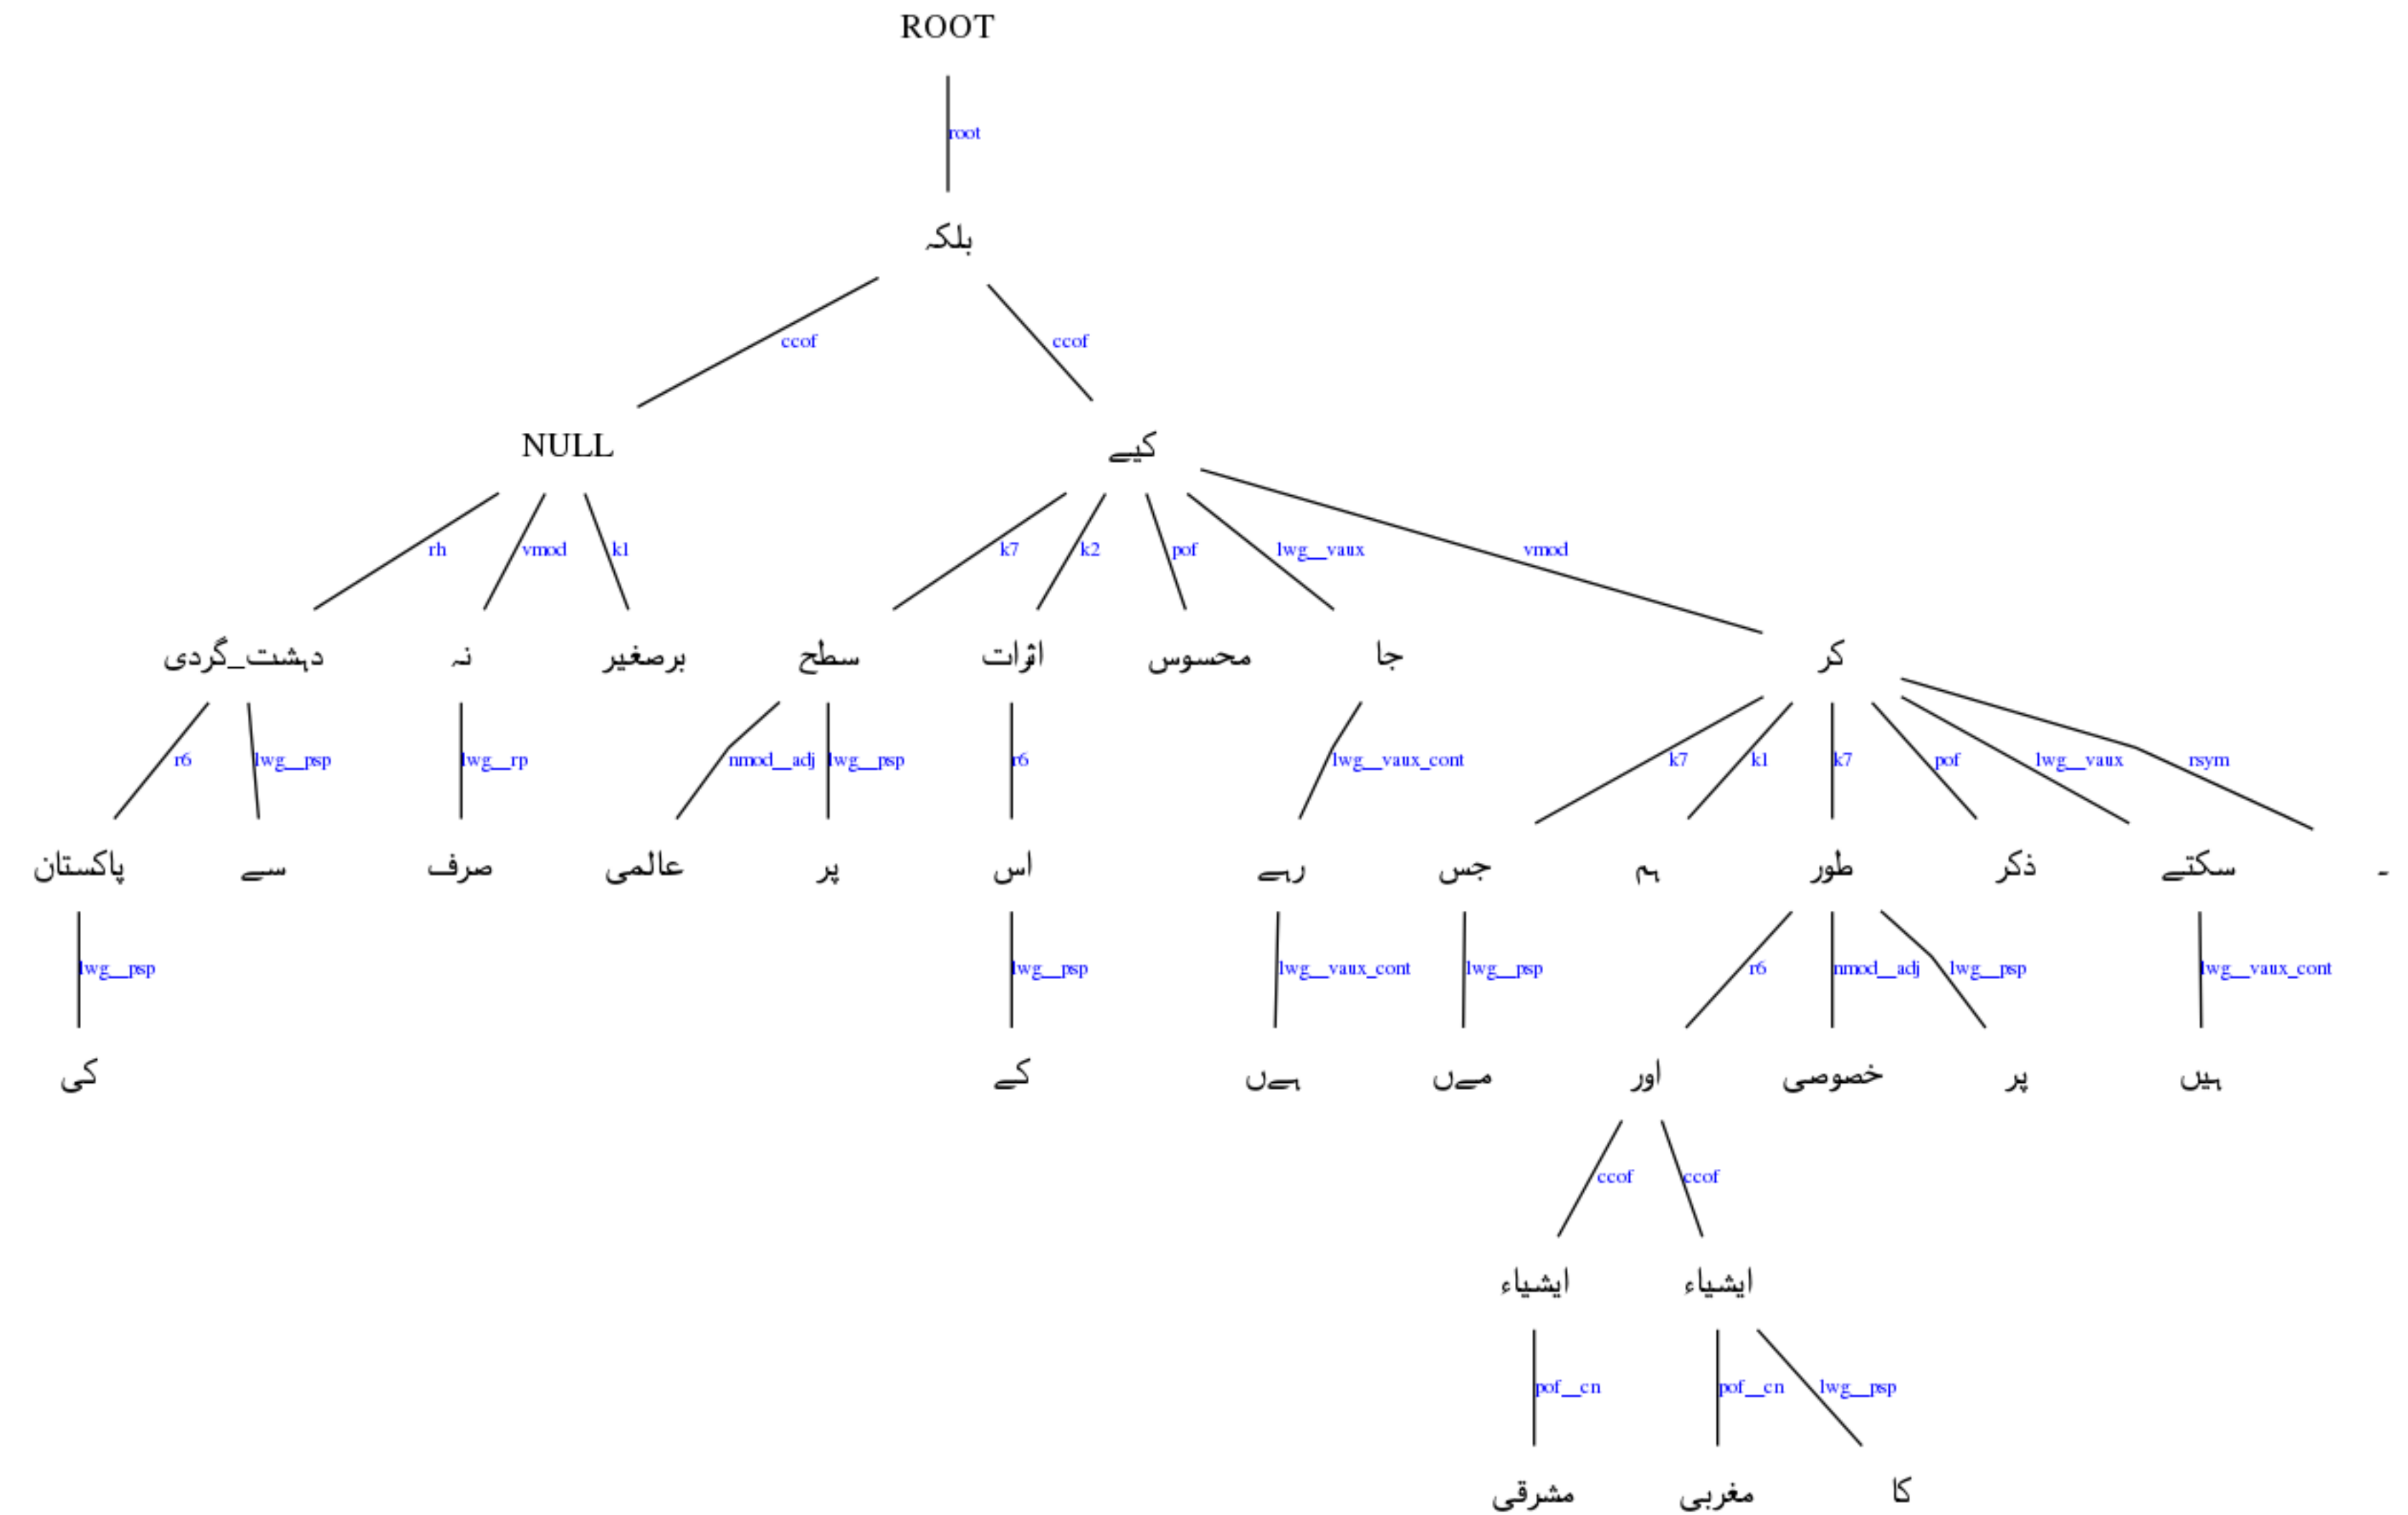 ROOT
root
بلکہ
ccof ccof
NULL کیے
rh vmod k1 k7 k2 pof lwg__vaux vmod
دہشت_گردی نہ برصغیر سطح اثرات محسوس جا کر
r6 lwg__psp lwg__rp nmod__adj lwg__psp r6 lwg__vaux_cont k7 k1 k7 pof lwg__vaux rsym
پاکستان سے صرف عالمی پر اس رہے جس ہم طور ذکر سکتے ۔
lwg__psp lwg__psp lwg__vaux_cont lwg__psp r6 nmod__adj lwg__psp lwg__vaux_cont
کی کے ہےں مےں اور خصوصی پر ہیں
ccof ccof
ایشیاء ایشیاء
pof__cn pof__cn lwg__psp
مشرقی مغربی کا